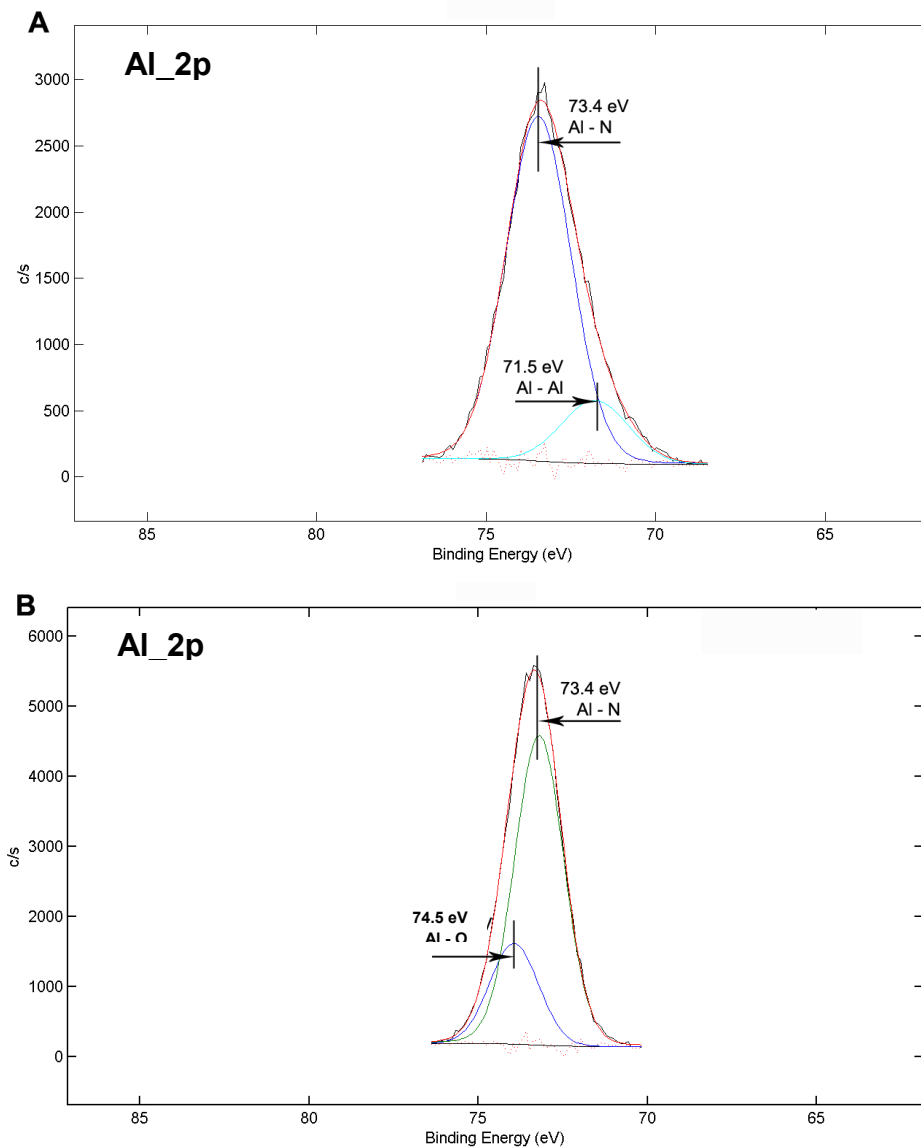 A
Al_2p
3000
2500
2000
1500
1000
500
0
c/s
73.4 eV
Al - N
71.5 eV
Al - Al
85
80
75
70
65
Binding Energy (eV)
B
Al_2p
6000
5000
4000
3000
2000
1000
0
c/s
73.4 eV
Al - N
74.5 eV
Al - O
85
80
75
70
65
Binding Energy (eV)